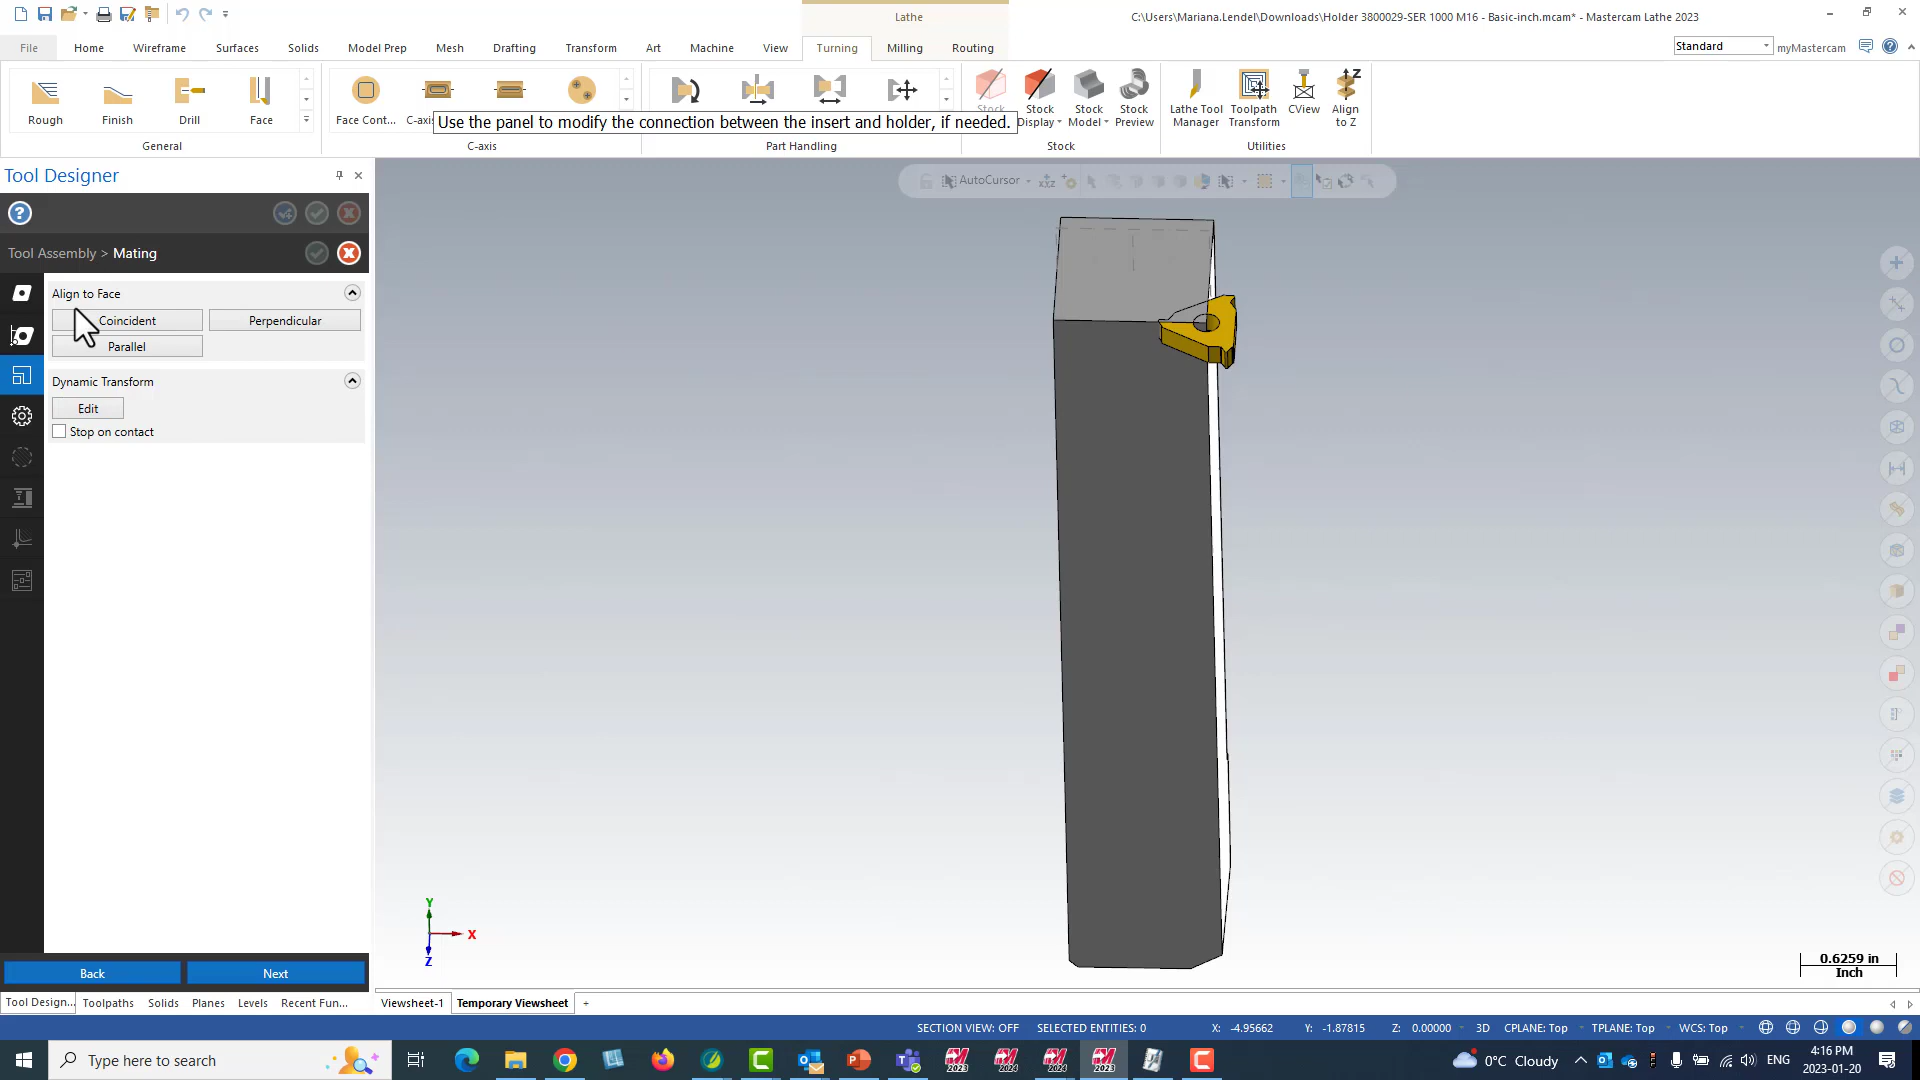 Lathe
C:\Users\Mariana.Lendel\Downloads\Holder 3800029-SER 1000 M16 - Basic-inch.mcam* - Mastercam Lathe 2023
File Home Wireframe Surfaces Solids Model Prep Mesh Drafting Transform Art Machine View Turning Milling Routing
Standard
myMastercam
Rough Finish Drill Face
Face Cont... C-axi
Stock
Stock Display
Stock Model
Stock Preview
Lathe Tool Manager
Toolpath Transform
CView
Align to Z
Use the panel to modify the connection between the insert and holder, if needed.
General C-axis Part Handling Stock Utilities
Tool Designer
AutoCursor
Tool Assembly > Mating
Align to Face
Coincident Perpendicular
Parallel
Dynamic Transform
Edit
Stop on contact
Y
X
Z
0.6259 in
Inch
Back Next
Tool Design... Toolpaths Solids Planes Levels Recent Fun...
Viewsheet-1 Temporary Viewsheet +
SECTION VIEW: OFF SELECTED ENTITIES: 0 X: -4.95662 Y: -1.87815 Z: 0.00000 3D CPLANE: Top TPLANE: Top WCS: Top
Type here to search
2023 2024 2024 2023
0°C Cloudy
ENG
4:16 PM
2023-01-20